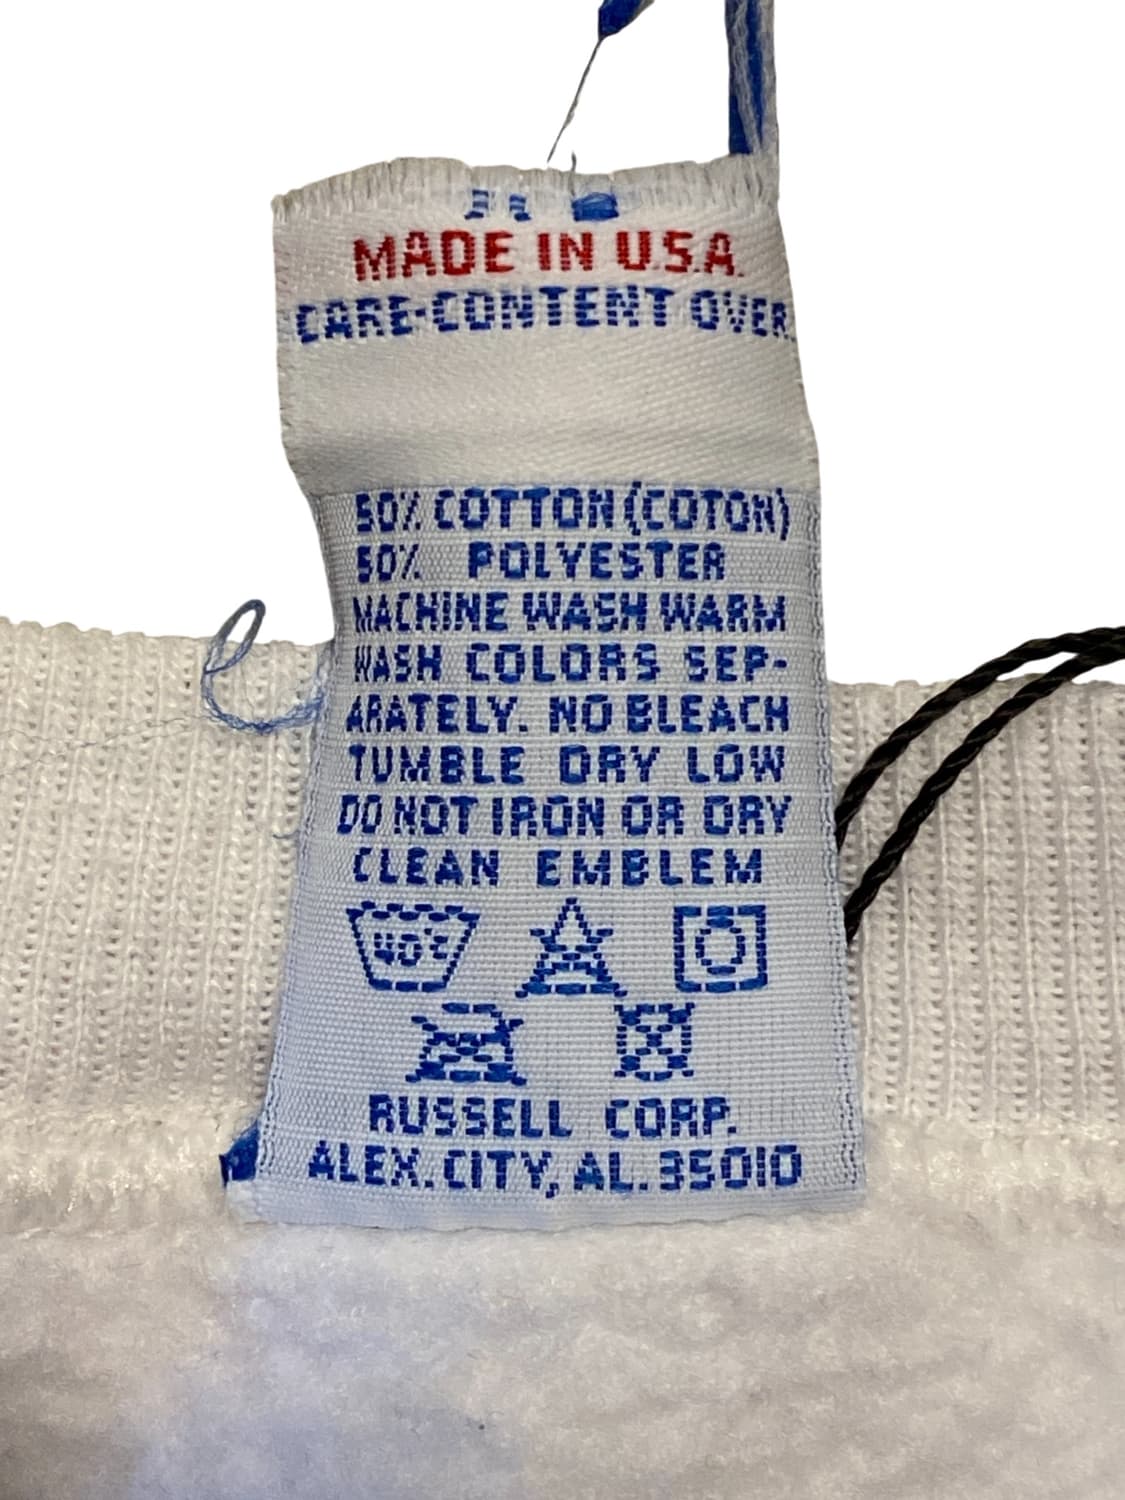 MADE IN U.S.A.
CARE-CONTENT OVER.
50% COTTON (COTON)
50% POLYESTER
MACHINE WASH WARM
WASH COLORS SEP-
ARATELY. NO BLEACH
TUMBLE DRY LOW
DO NOT IRON OR DRY
CLEAN EMBLEM
40°C
RUSSELL CORP.
ALEX. CITY, AL. 35010